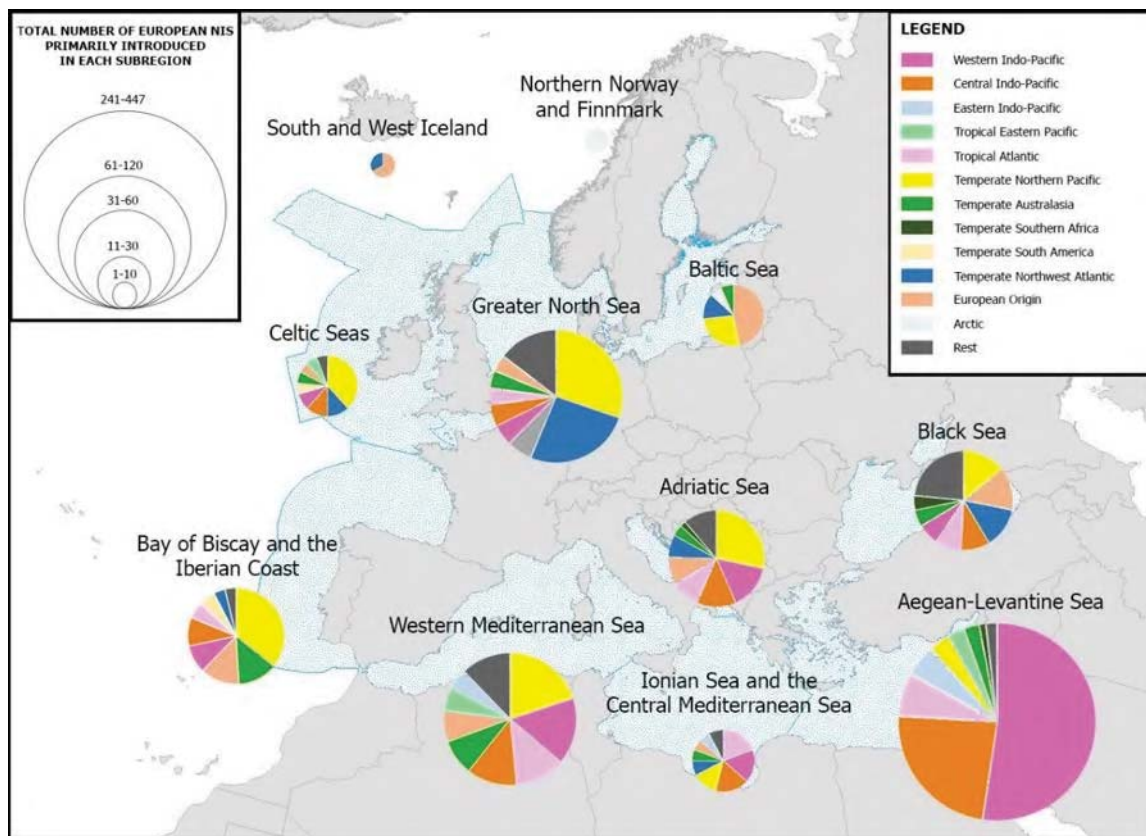 TOTAL NUMBER OF EUROPEAN NIS
PRIMARILY INTRODUCED
IN EACH SUBREGION
241-447
61-120
31-60
11-30
1-10
LEGEND
Western Indo-Pacific
Central Indo-Pacific
Eastern Indo-Pacific
Tropical Eastern Pacific
Tropical Atlantic
Temperate Northern Pacific
Temperate Australasia
Temperate Southern Africa
Temperate South America
Temperate Northwest Atlantic
European Origin
Arctic
Rest
Northern Norway
and Finnmark
South and West Iceland
Baltic Sea
Greater North Sea
Celtic Seas
Black Sea
Adriatic Sea
Bay of Biscay and the
Iberian Coast
Aegean-Levantine Sea
Western Mediterranean Sea
Ionian Sea and the
Central Mediterranean Sea